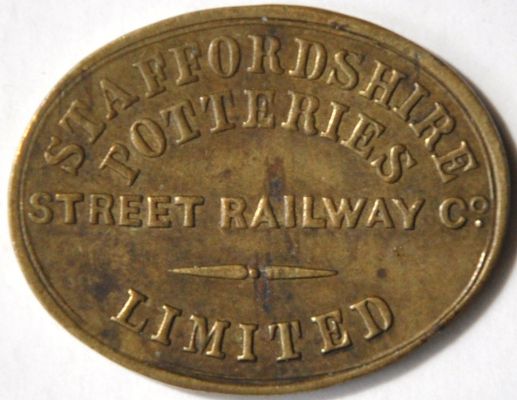 STAFFORDSHIRE
POTTERIES
STREET RAILWAY Cº
LIMITED